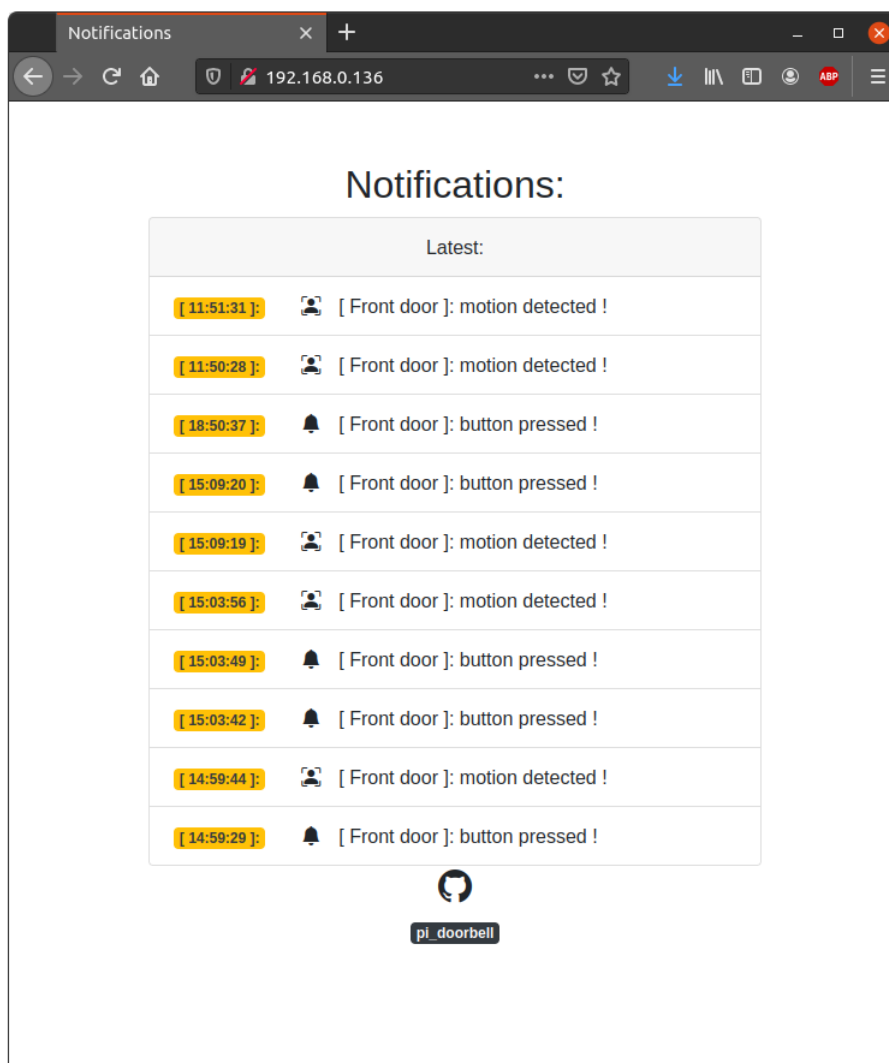 Notifications
192.168.0.136
ABP
Notifications:
Latest:
[ 11:51:31 ]: [ Front door ]: motion detected !
[ 11:50:28 ]: [ Front door ]: motion detected !
[ 18:50:37 ]: [ Front door ]: button pressed !
[ 15:09:20 ]: [ Front door ]: button pressed !
[ 15:09:19 ]: [ Front door ]: motion detected !
[ 15:03:56 ]: [ Front door ]: motion detected !
[ 15:03:49 ]: [ Front door ]: button pressed !
[ 15:03:42 ]: [ Front door ]: button pressed !
[ 14:59:44 ]: [ Front door ]: motion detected !
[ 14:59:29 ]: [ Front door ]: button pressed !
pi_doorbell